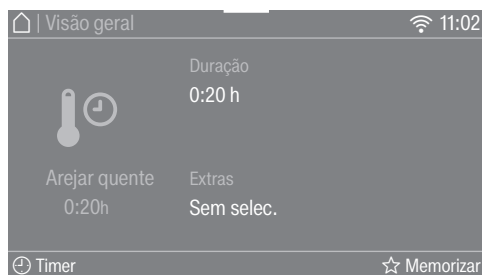 | Visão geral
11:02
Duração
0:20 h
Arejar quente
0:20h
Extras
Sem selec.
Timer
Memorizar